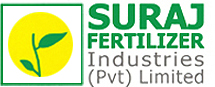 SURAJ
FERTILIZER
Industries
(Pvt) Limited